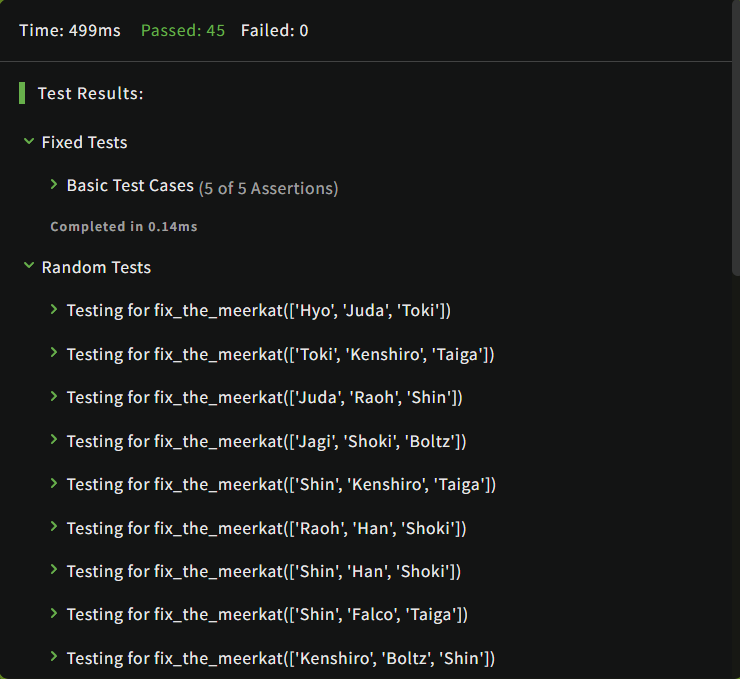 Time: 499ms Passed: 45 Failed: 0
Test Results:
Fixed Tests
Basic Test Cases (5 of 5 Assertions)
Completed in 0.14ms
Random Tests
Testing for fix_the_meerkat(['Hyo', 'Juda', 'Toki'])
Testing for fix_the_meerkat(['Toki', 'Kenshiro', 'Taiga'])
Testing for fix_the_meerkat(['Juda', 'Raoh', 'Shin'])
Testing for fix_the_meerkat(['Jagi', 'Shoki', 'Boltz'])
Testing for fix_the_meerkat(['Shin', 'Kenshiro', 'Taiga'])
Testing for fix_the_meerkat(['Raoh', 'Han', 'Shoki'])
Testing for fix_the_meerkat(['Shin', 'Han', 'Shoki'])
Testing for fix_the_meerkat(['Shin', 'Falco', 'Taiga'])
Testing for fix_the_meerkat(['Kenshiro', 'Boltz', 'Shin'])